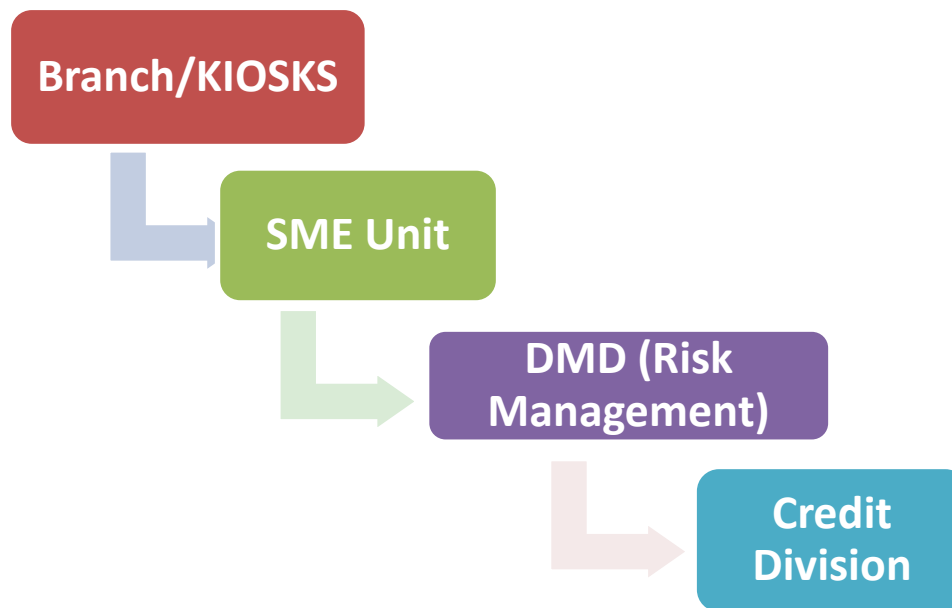 Branch/KIOSKS
SME Unit
DMD (Risk
Management)
Credit
Division